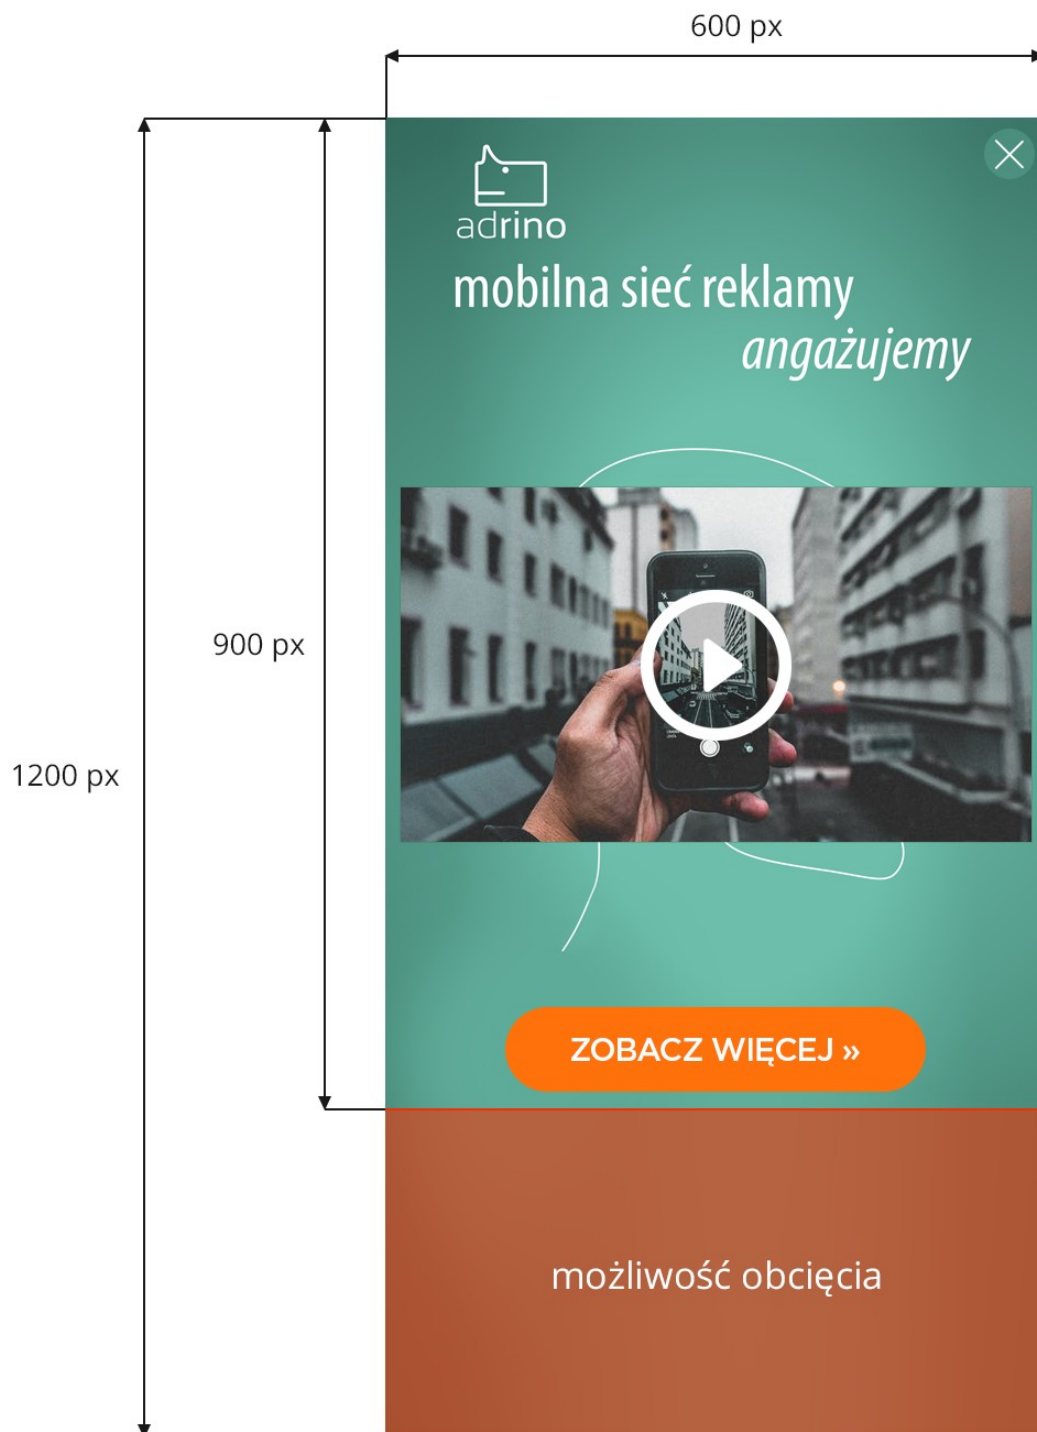 600 px
adrino
mobilna sieć reklamy
angażujemy
900 px
1200 px
ZOBACZ WIĘCEJ »
możliwość obcięcia